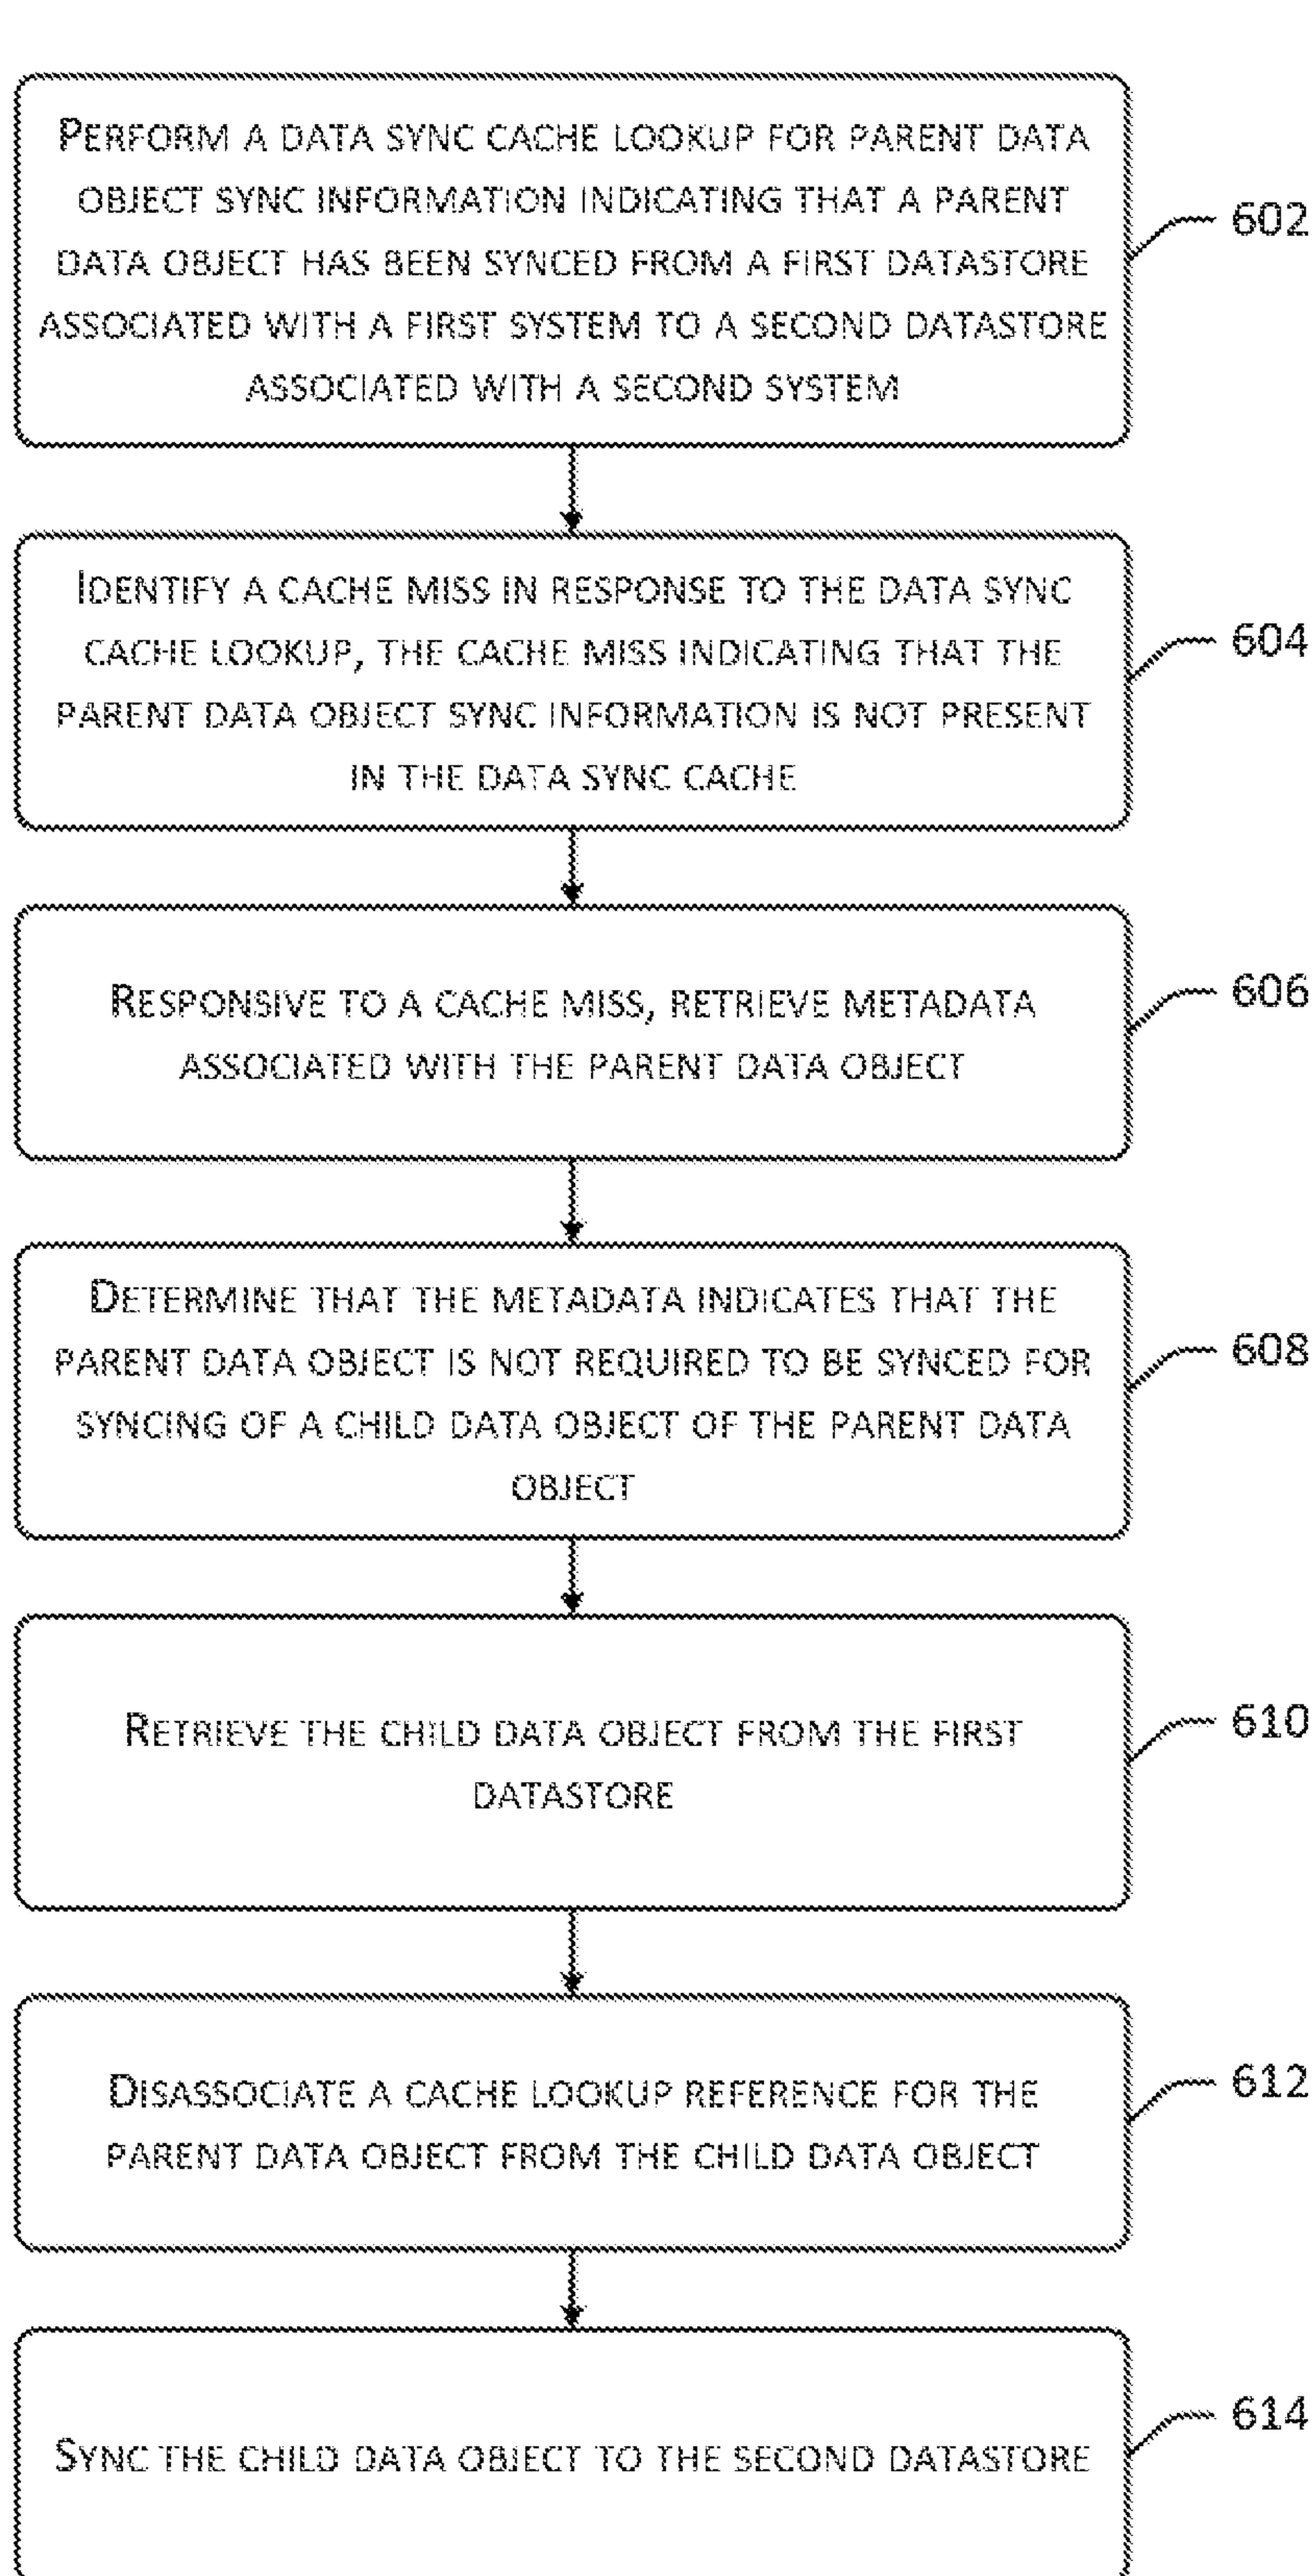 PERFORM A DATA SYNC CACHE LOOKUP FOR PARENT DATA
OBJECT SYNC INFORMATION INDICATING THAT A PARENT
DATA OBJECT HAS BEEN SYNCED FROM A FIRST DATASTORE
ASSOCIATED WITH A FIRST SYSTEM TO A SECOND DATASTORE
ASSOCIATED WITH A SECOND SYSTEM
602
IDENTIFY A CACHE MISS IN RESPONSE TO THE DATA SYNC
CACHE LOOKUP, THE CACHE MISS INDICATING THAT THE
PARENT DATA OBJECT SYNC INFORMATION IS NOT PRESENT
IN THE DATA SYNC CACHE
604
RESPONSIVE TO A CACHE MISS, RETRIEVE METADATA
ASSOCIATED WITH THE PARENT DATA OBJECT
606
DETERMINE THAT THE METADATA INDICATES THAT THE
PARENT DATA OBJECT IS NOT REQUIRED TO BE SYNCED FOR
SYNCING OF A CHILD DATA OBJECT OF THE PARENT DATA
OBJECT
608
RETRIEVE THE CHILD DATA OBJECT FROM THE FIRST
DATASTORE
610
DISASSOCIATE A CACHE LOOKUP REFERENCE FOR THE
PARENT DATA OBJECT FROM THE CHILD DATA OBJECT
612
SYNC THE CHILD DATA OBJECT TO THE SECOND DATASTORE
614